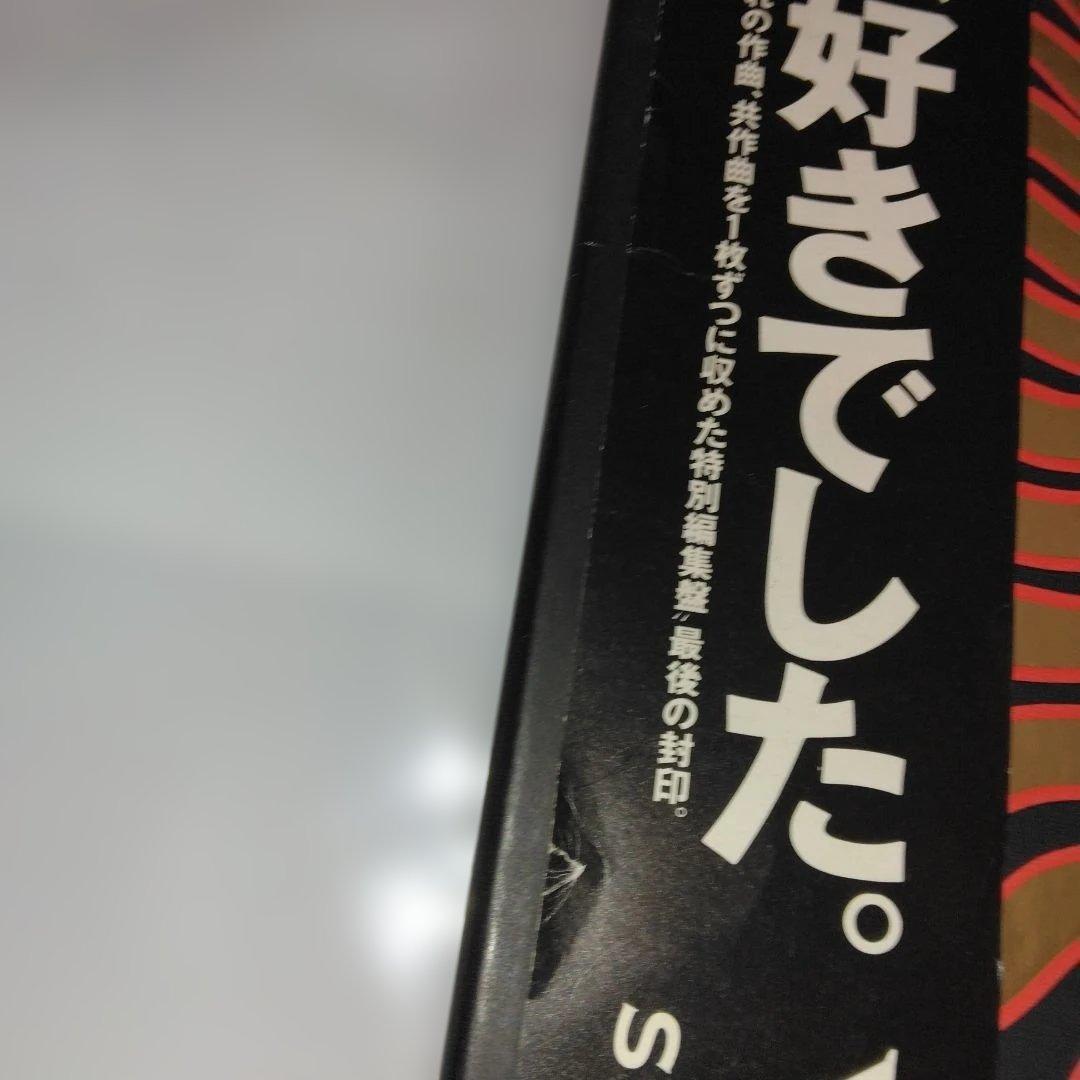 好きでした。
の作曲、共作曲を1枚ずつに収めた特別編集盤〟最後の封印。
S